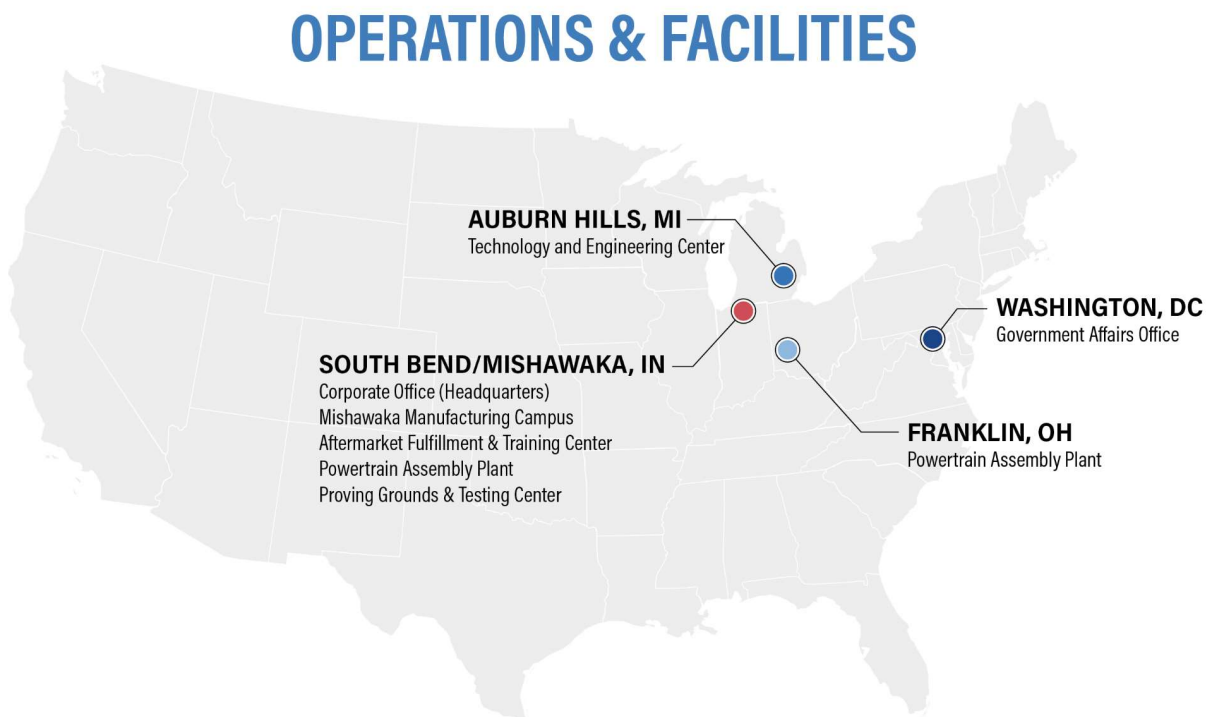 OPERATIONS & FACILITIES
AUBURN HILLS, MI
Technology and Engineering Center
WASHINGTON, DC
Government Affairs Office
SOUTH BEND/MISHAWAKA, IN
Corporate Office (Headquarters)
Mishawaka Manufacturing Campus
Aftermarket Fulfillment & Training Center
Powertrain Assembly Plant
Proving Grounds & Testing Center
FRANKLIN, OH
Powertrain Assembly Plant